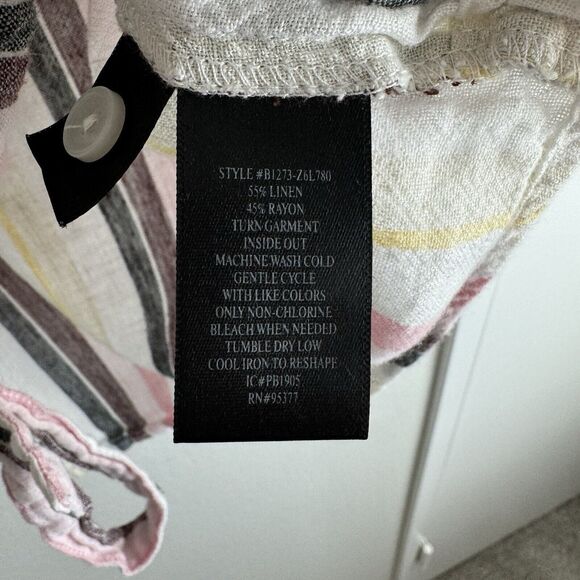 STYLE #B1273-Z6L780
55% LINEN
45% RAYON
TURN GARMENT
INSIDE OUT
MACHINE WASH COLD
GENTLE CYCLE
WITH LIKE COLORS
ONLY NON-CHLORINE
BLEACH WHEN NEEDED
TUMBLE DRY LOW
COOL IRON TO RESHAPE
IC#PB1905
RN#95377